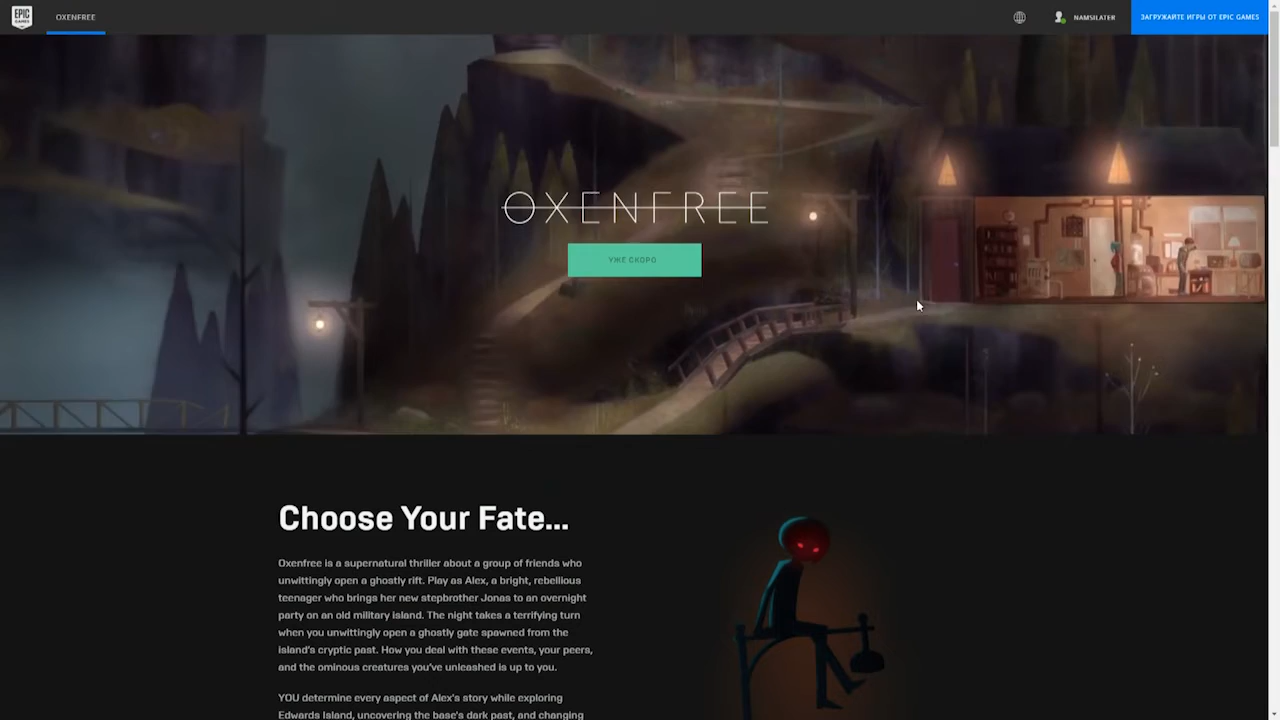 EPIC
GAMES
OXENFREE
NAMSILATER
ЗАГРУЖАЙТЕ ИГРЫ ОТ EPIC GAMES
OXENFREE
УЖЕ СКОРО
Choose Your Fate...
Oxenfree is a supernatural thriller about a group of friends who
unwittingly open a ghostly rift. Play as Alex, a bright, rebellious
teenager who brings her new stepbrother Jonas to an overnight
party on an old military island. The night takes a terrifying turn
when you unwittingly open a ghostly gate spawned from the
island's cryptic past. How you deal with these events, your peers,
and the ominous creatures you've unleashed is up to you.
YOU determine every aspect of Alex's story while exploring
Edwards Island, uncovering the base's dark past, and changing